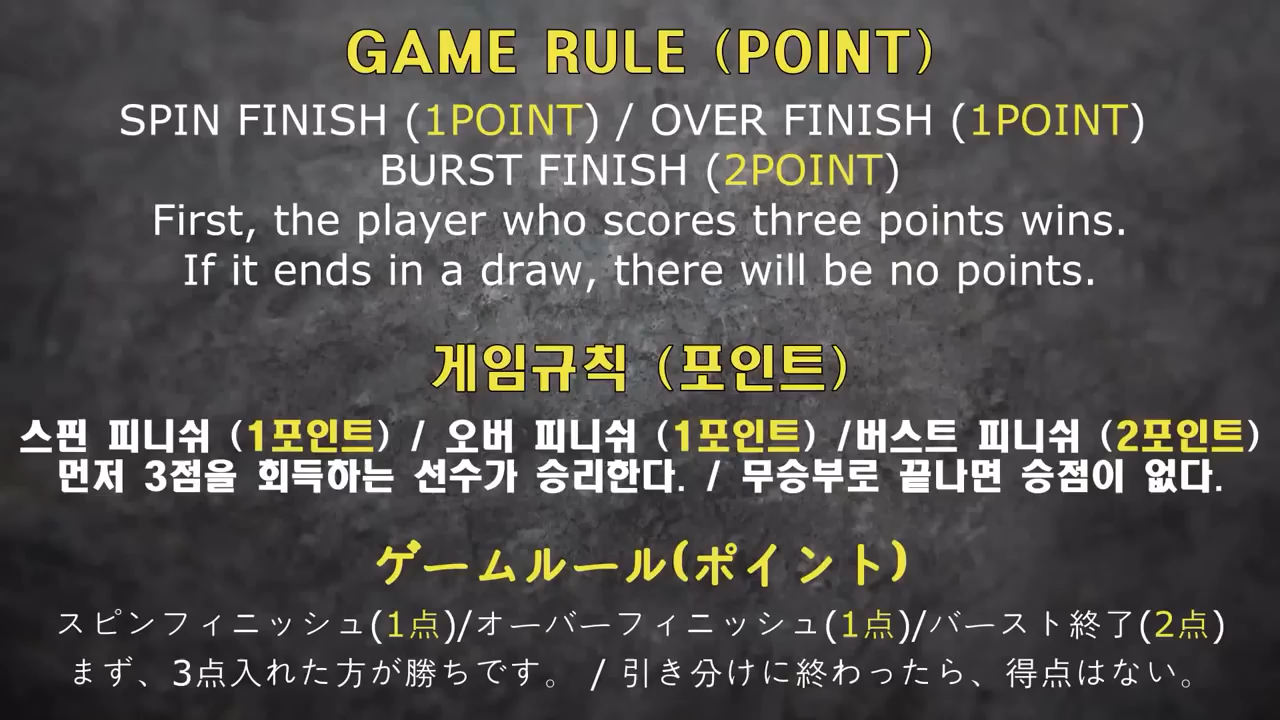 GAME RULE (POINT)
SPIN FINISH (1POINT) / OVER FINISH (1POINT)
BURST FINISH (2POINT)
First, the player who scores three points wins.
If it ends in a draw, there will be no points.
게임규칙 (포인트)
스핀 피니쉬 (1포인트) / 오버 피니쉬 (1포인트) /버스트 피니쉬 (2포인트)
먼저 3점을 획득하는 선수가 승리한다. / 무승부로 끝나면 승점이 없다.
ゲームルール(ポイント)
スピンフィニッシュ(1点)/オーバーフィニッシュ(1点)/バースト終了(2点)
まず、3点入れた方が勝ちです。 / 引き分けに終わったら、得点はない。